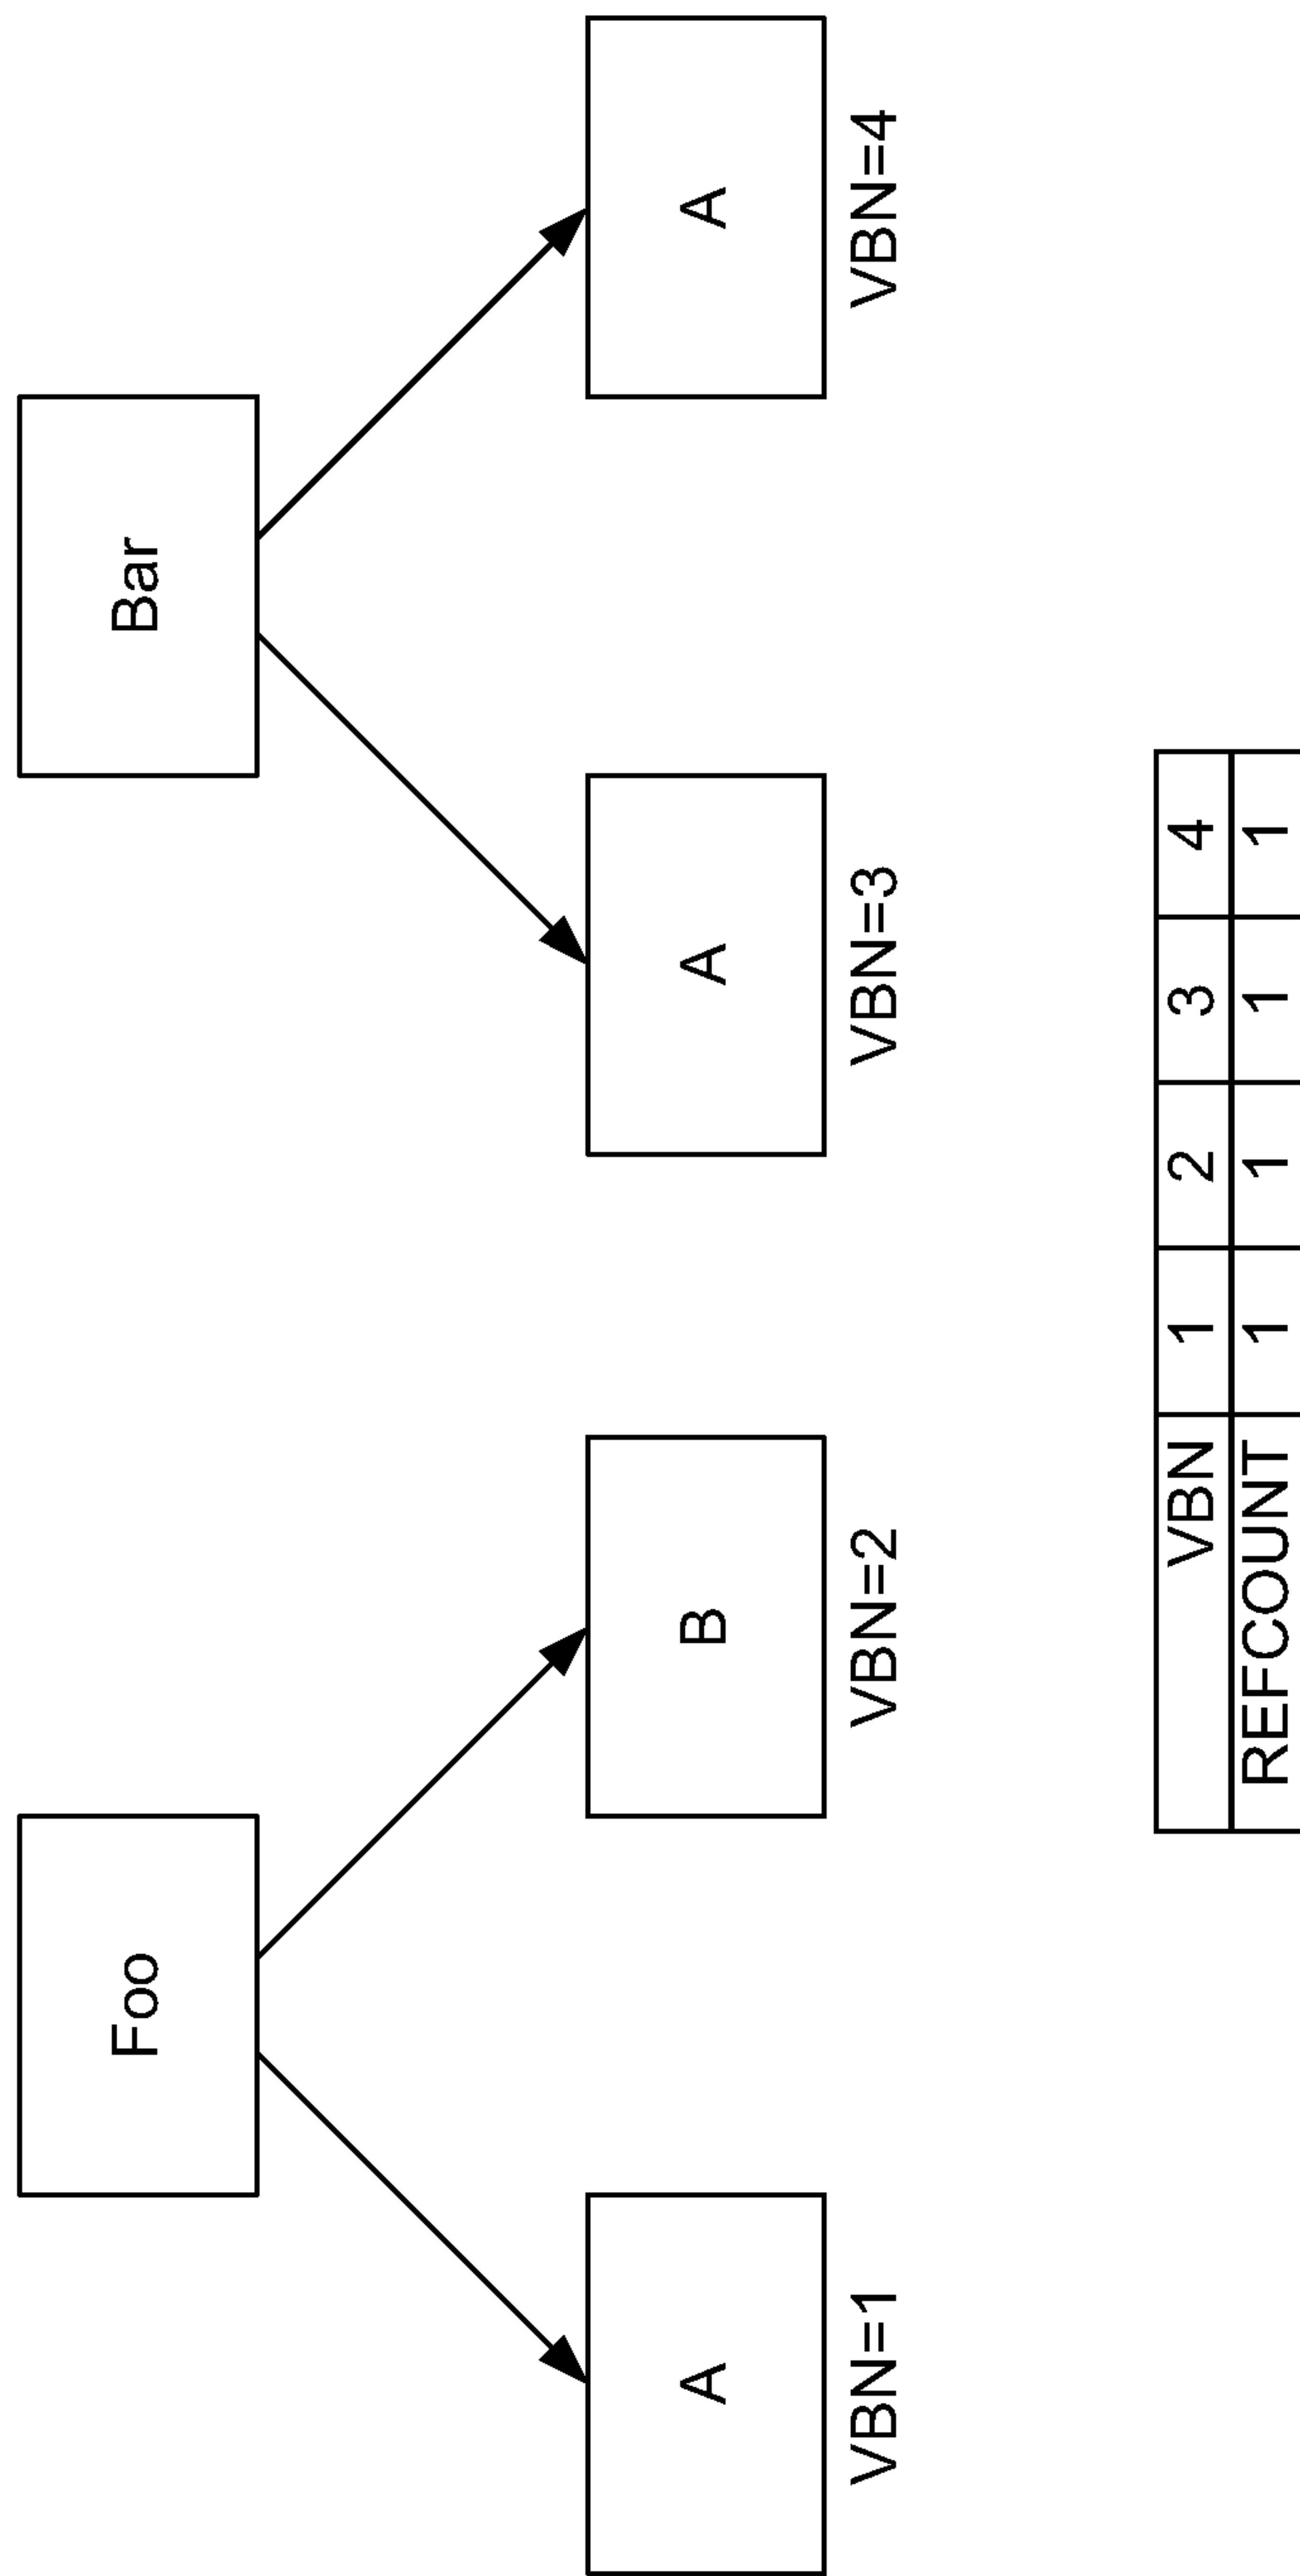 Foo
Bar
A
B
A
A
VBN=1
VBN=2
VBN=3
VBN=4
VBN 1 2 3 4
REFCOUNT 1 1 1 1